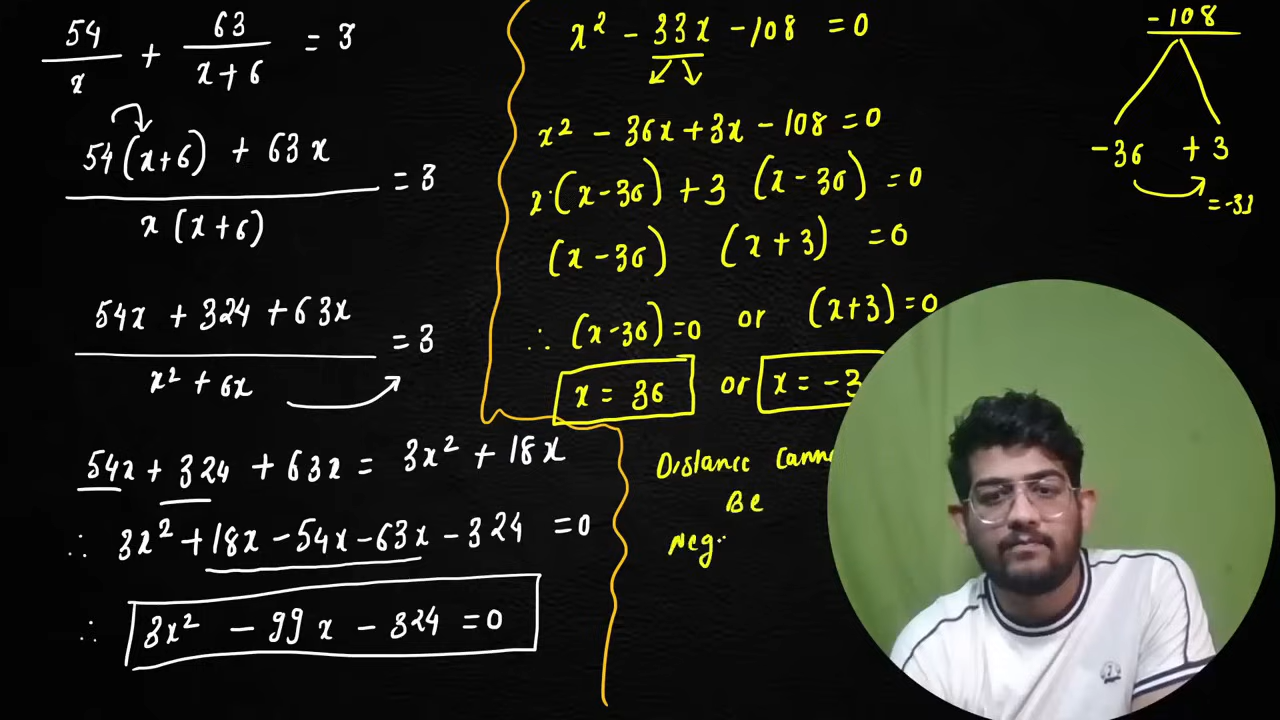 54/x + 63/(x+6) = 3
(54(x+6) + 63x)/(x(x+6)) = 3
(54x + 324 + 63x)/(x² + 6x) = 3
54x + 324 + 63x = 3x² + 18x
∴ 3x² + 18x - 54x - 63x - 324 = 0
∴ 3x² - 99x - 324 = 0
x² - 33x - 108 = 0
x² - 36x + 3x - 108 = 0
x(x-36) + 3 (x-36) = 0
(x-36) (x+3) = 0
∴ (x-36) = 0 or (x+3) = 0
x = 36 or x = -3
Distance
Be
Neg.
-108
-36 +3
= -33